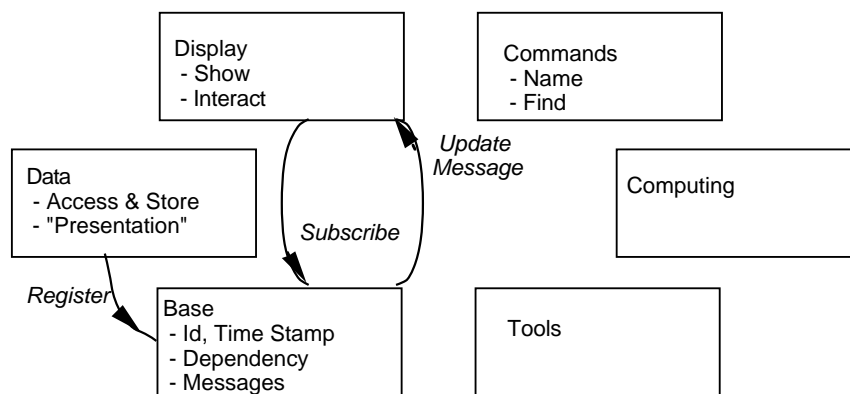 Display
- Show
- Interact
Commands
- Name
- Find
Update
Message
Data
- Access & Store
- "Presentation"
Computing
Subscribe
Register
Base
- Id, Time Stamp
- Dependency
- Messages
Tools